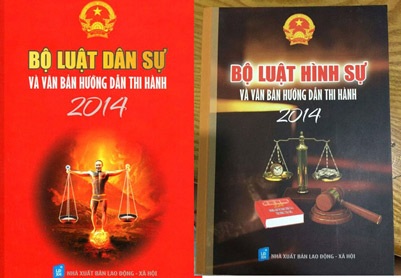 BỘ LUẬT DÂN SỰ
VÀ VĂN BẢN HƯỚNG DẪN THI HÀNH
2014
NHÀ XUẤT BẢN LAO ĐỘNG - XÃ HỘI
BỘ LUẬT HÌNH SỰ
VÀ VĂN BẢN HƯỚNG DẪN THI HÀNH
2014
NHÀ XUẤT BẢN LAO ĐỘNG - XÃ HỘI